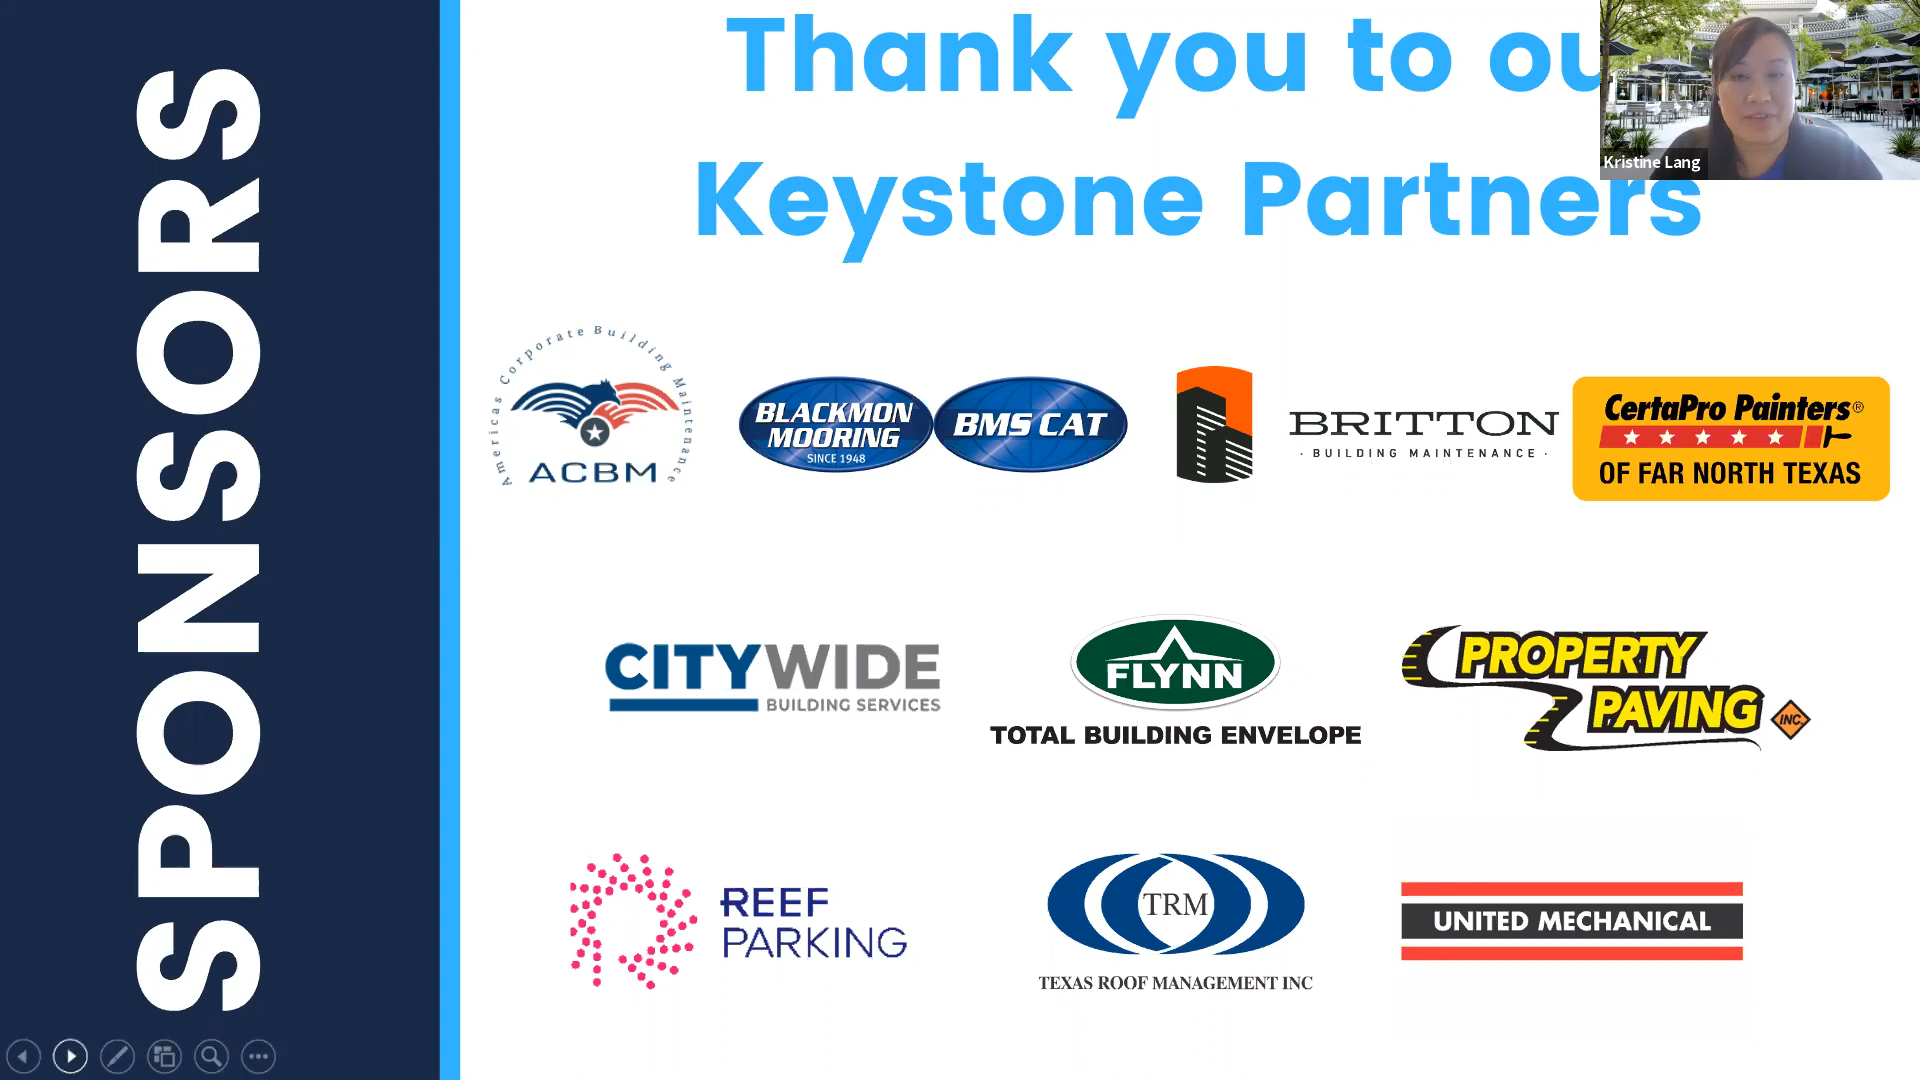 SPONSORS
Thank you to ou
Keystone Partners
Kristine Lang
Americas Corporate Building Maintenance
ACBM
BLACKMON
MOORING
SINCE 1948
BMS CAT
BRITTON
· BUILDING MAINTENANCE ·
CertaPro Painters®
OF FAR NORTH TEXAS
CITYWIDE
BUILDING SERVICES
FLYNN
TOTAL BUILDING ENVELOPE
PROPERTY
PAVING
INC.
REEF
PARKING
TRM
TEXAS ROOF MANAGEMENT INC
UNITED MECHANICAL